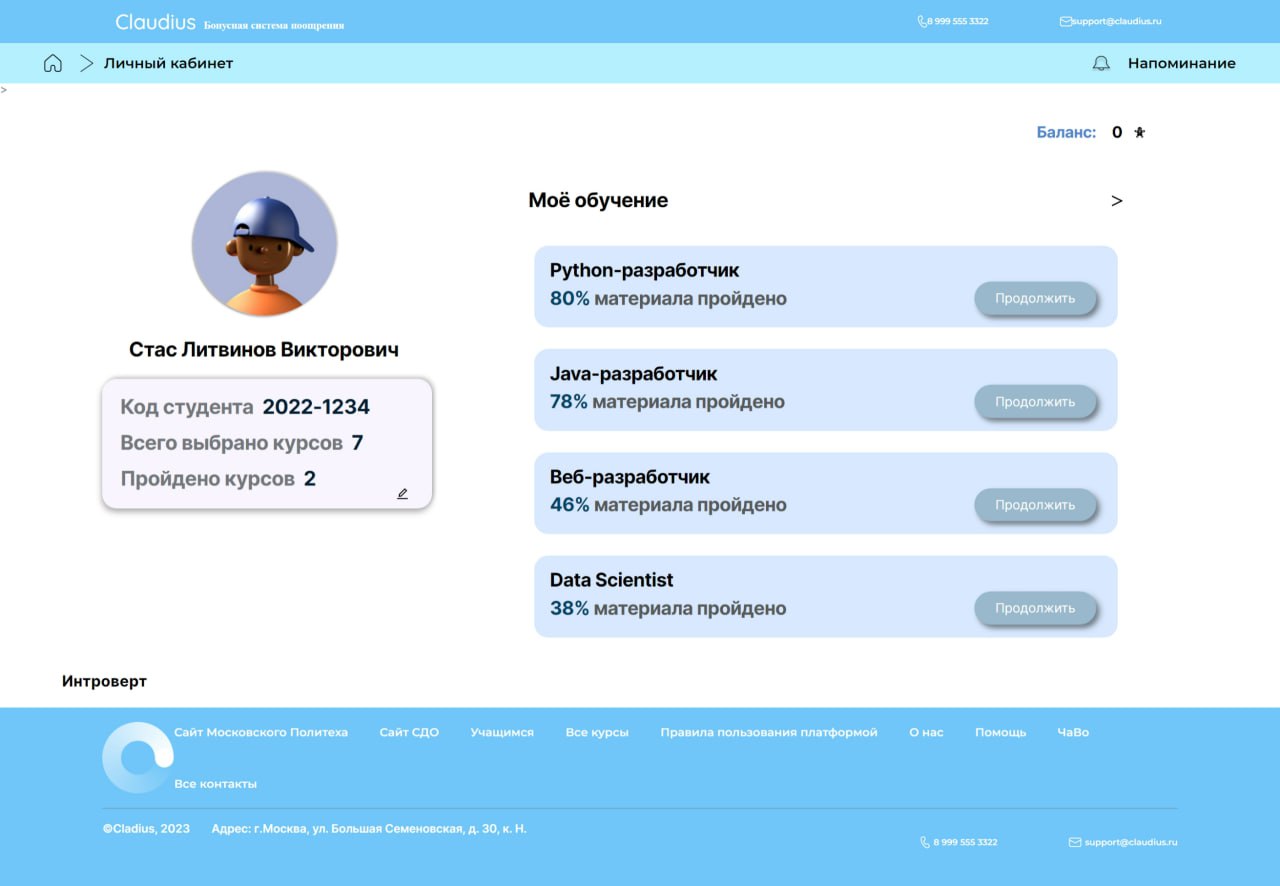 Claudius Бонусная система поощрения 8 999 555 3322 support@claudius.ru
> Личный кабинет Напоминание
>
Баланс: 0
Моё обучение >
Python-разработчик
80% материала пройдено Продолжить
Стас Литвинов Викторович
Java-разработчик
78% материала пройдено Продолжить
Код студента 2022-1234
Всего выбрано курсов 7
Пройдено курсов 2
Веб-разработчик
46% материала пройдено Продолжить
Data Scientist
38% материала пройдено Продолжить
Интроверт
Сайт Московского Политеха Сайт СДО Учащимся Все курсы Правила пользования платформой О нас Помощь ЧаВо
Все контакты
©Cladius, 2023 Адрес: г.Москва, ул. Большая Семеновская, д. 30, к. Н.
8 999 555 3322 support@claudius.ru